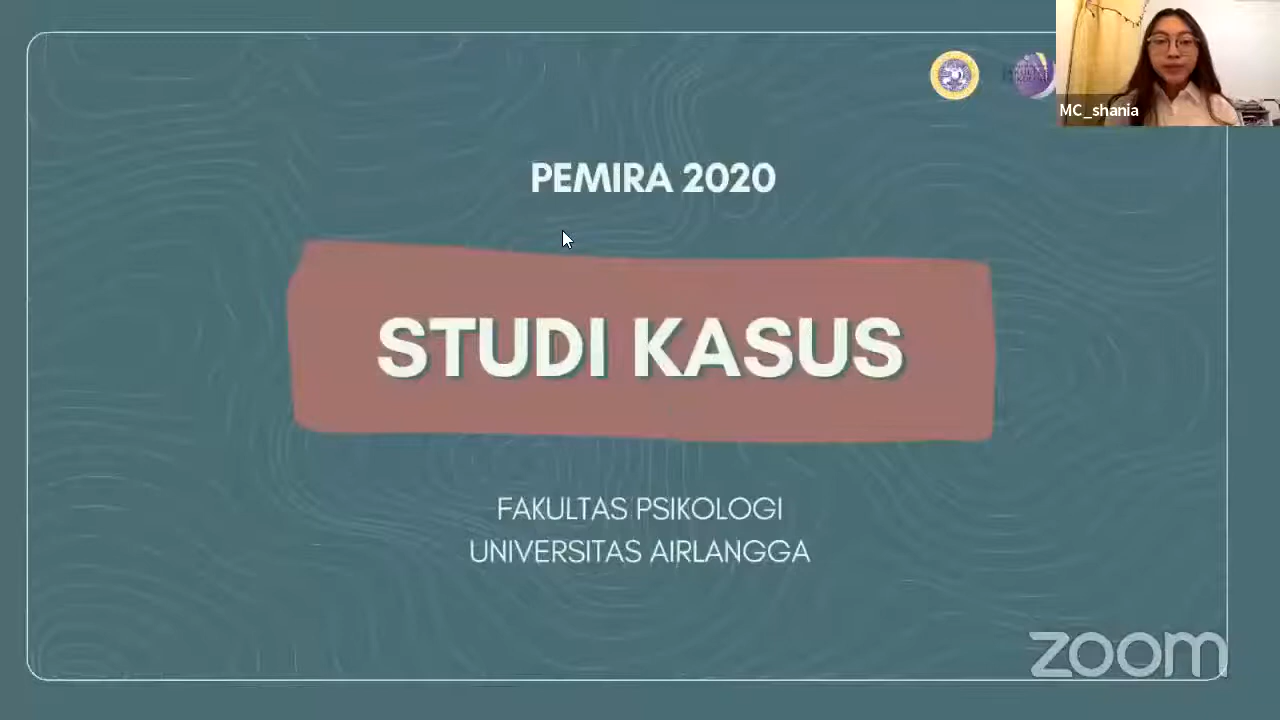 MC_shania
PEMIRA 2020
STUDI KASUS
FAKULTAS PSIKOLOGI
UNIVERSITAS AIRLANGGA
zoom